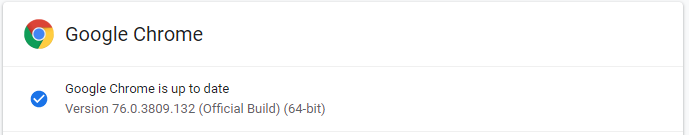 Google Chrome
Google Chrome is up to date
Version 76.0.3809.132 (Official Build) (64-bit)